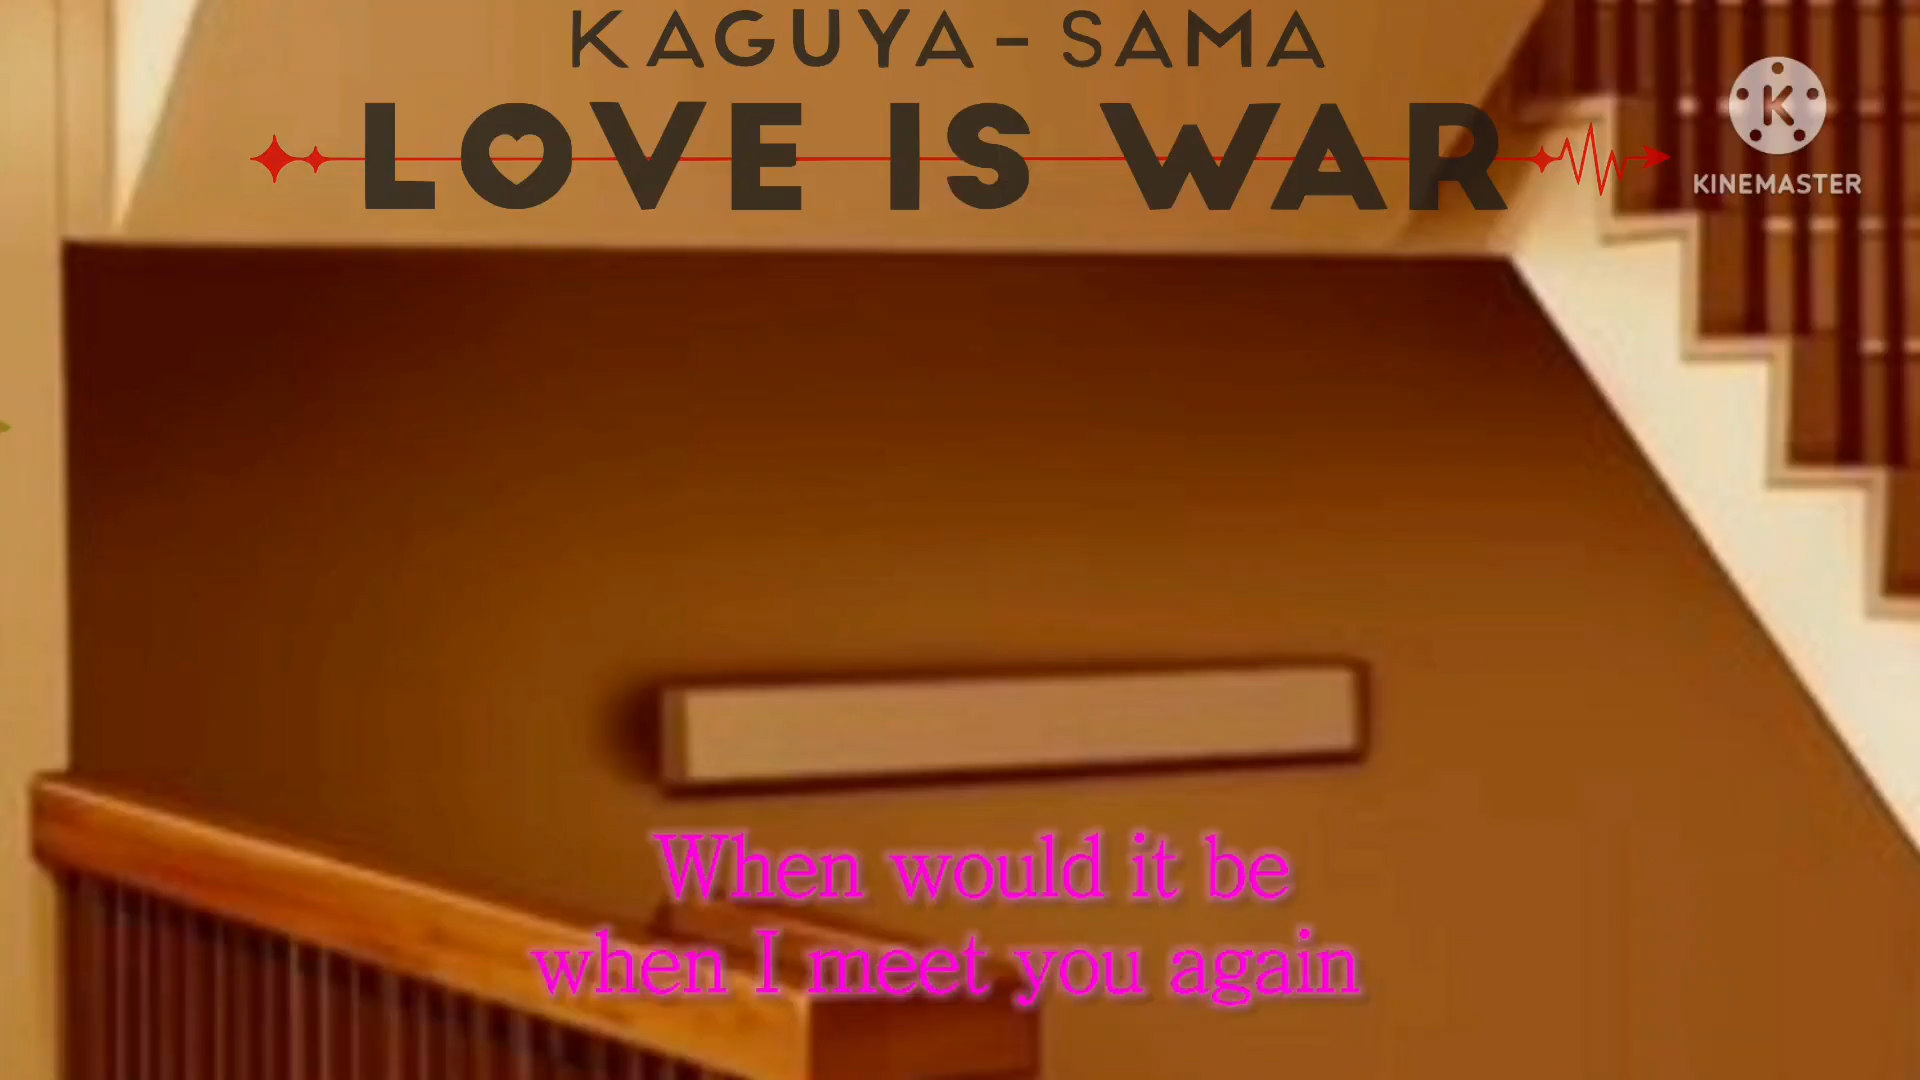 KAGUYA-SAMA
LOVE IS WAR
K
KINEMASTER
When would it be
when I meet you again